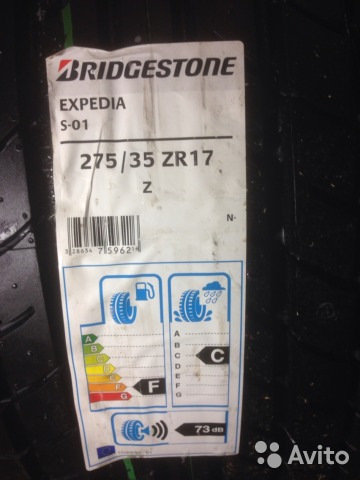 BRIDGESTONE
EXPEDIA
S-01
275/35 ZR17
Z
N-
A
B
C
D
E
F
G
F
A
B
C
D
E
F
G
C
73 dB
Avito